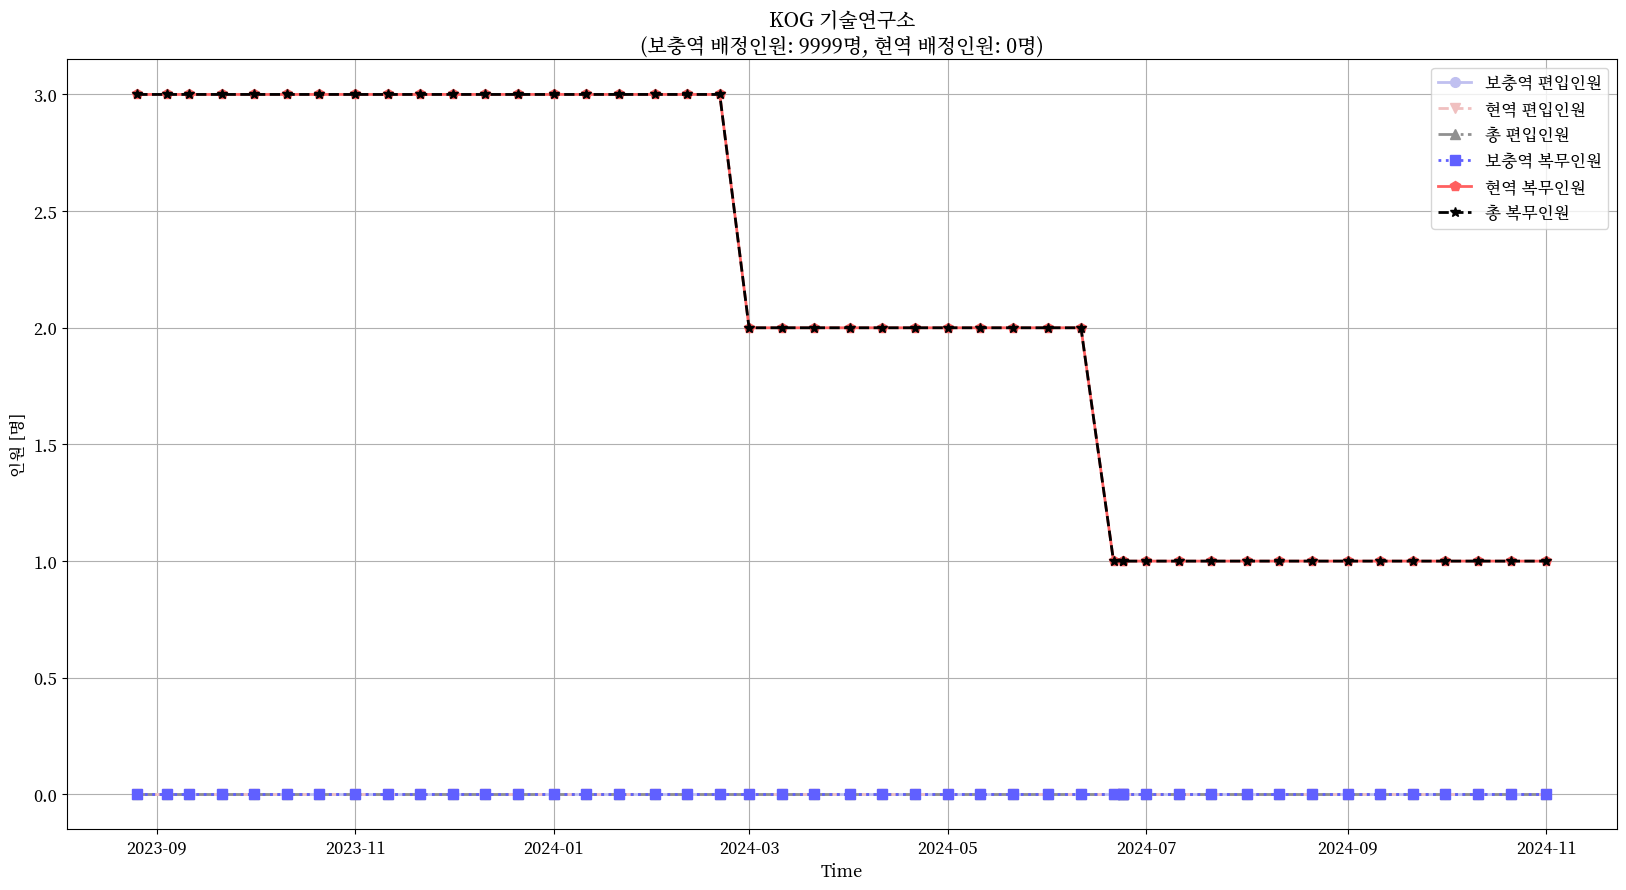 KOG 기술연구소
(보충역 배정인원: 9999명, 현역 배정인원: 0명)
보충역 편입인원
현역 편입인원
총 편입인원
보충역 복무인원
현역 복무인원
총 복무인원
인원 [명]
3.0
2.5
2.0
1.5
1.0
0.5
0.0
2023-09
2023-11
2024-01
2024-03
2024-05
2024-07
2024-09
2024-11
Time